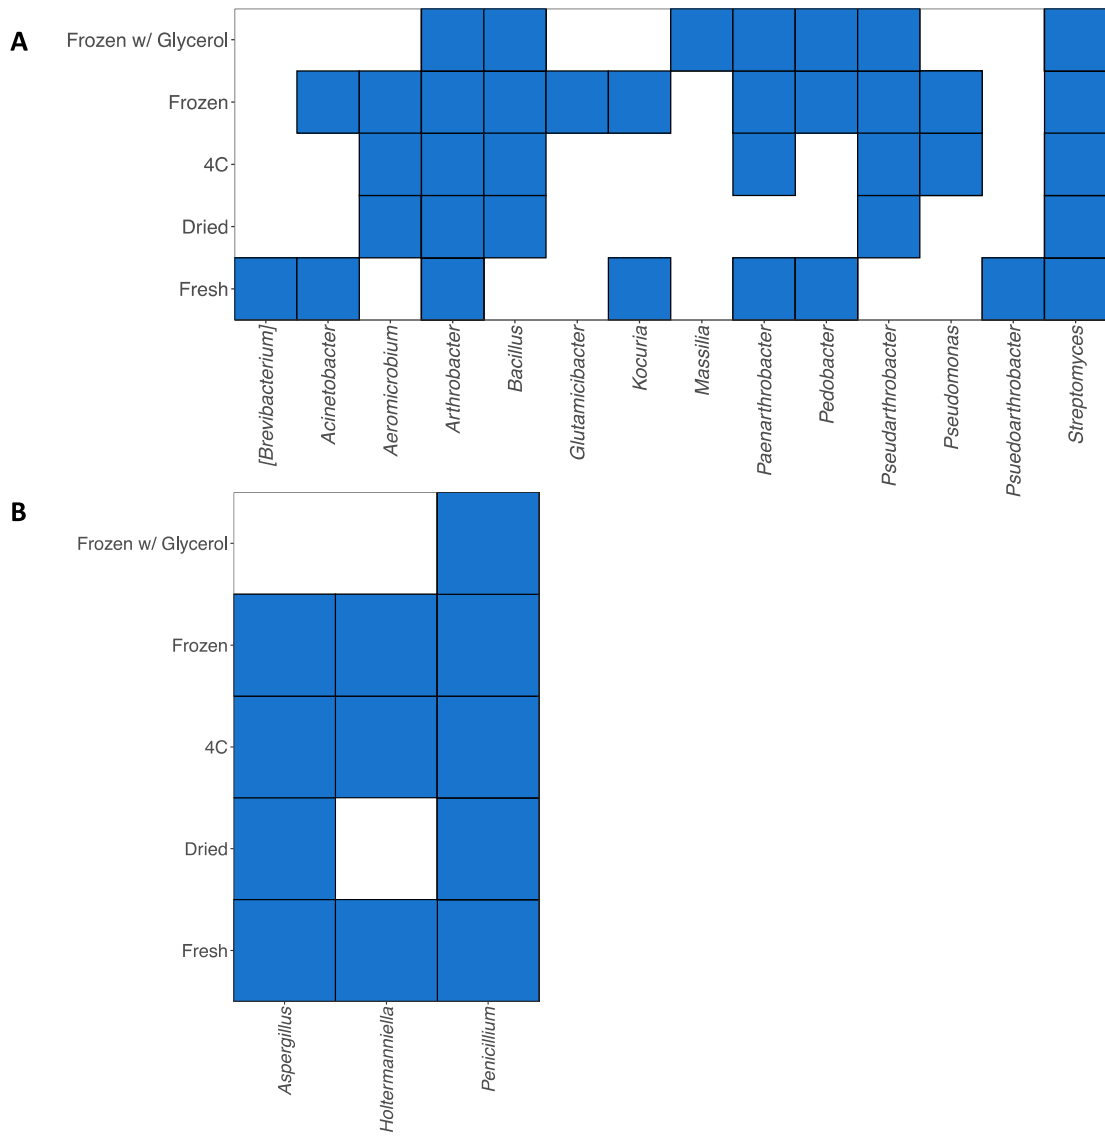 A
Frozen w/ Glycerol
Frozen
4C
Dried
Fresh
[Brevibacterium]
Acinetobacter
Aeromicrobium
Arthrobacter
Bacillus
Glutamicibacter
Kocuria
Massilia
Paenarthrobacter
Pedobacter
Pseudarthrobacter
Pseudomonas
Psuedoarthrobacter
Streptomyces
B
Frozen w/ Glycerol
Frozen
4C
Dried
Fresh
Aspergillus
Holtermanniella
Penicillium